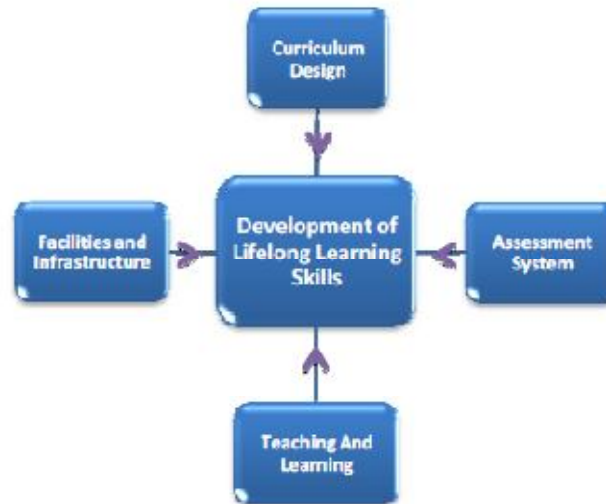 Curriculum
Design
Facilities and
Infrastructure
Development of
Lifelong Learning
Skills
Assessment
System
Teaching And
Learning